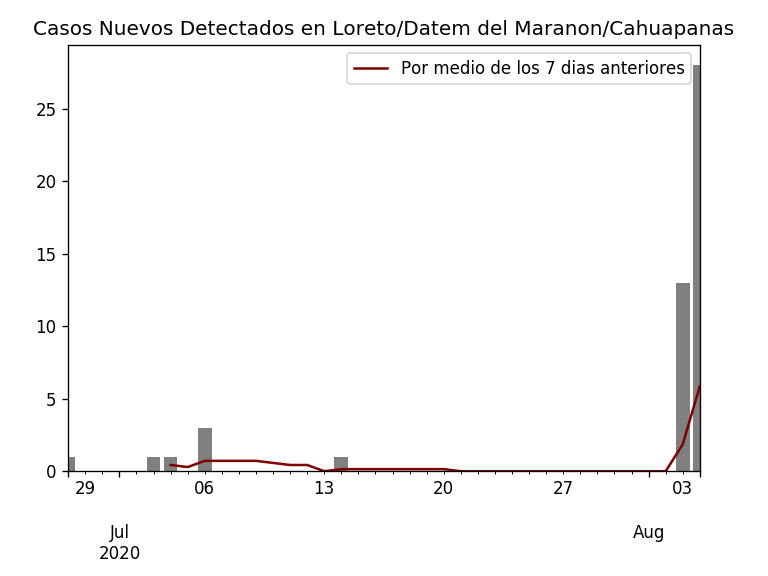 Casos Nuevos Detectados en Loreto/Datem del Maranon/Cahuapanas
Por medio de los 7 dias anteriores
25
20
15
10
5
0
29 06 13 20 27 03
Jul Aug
2020